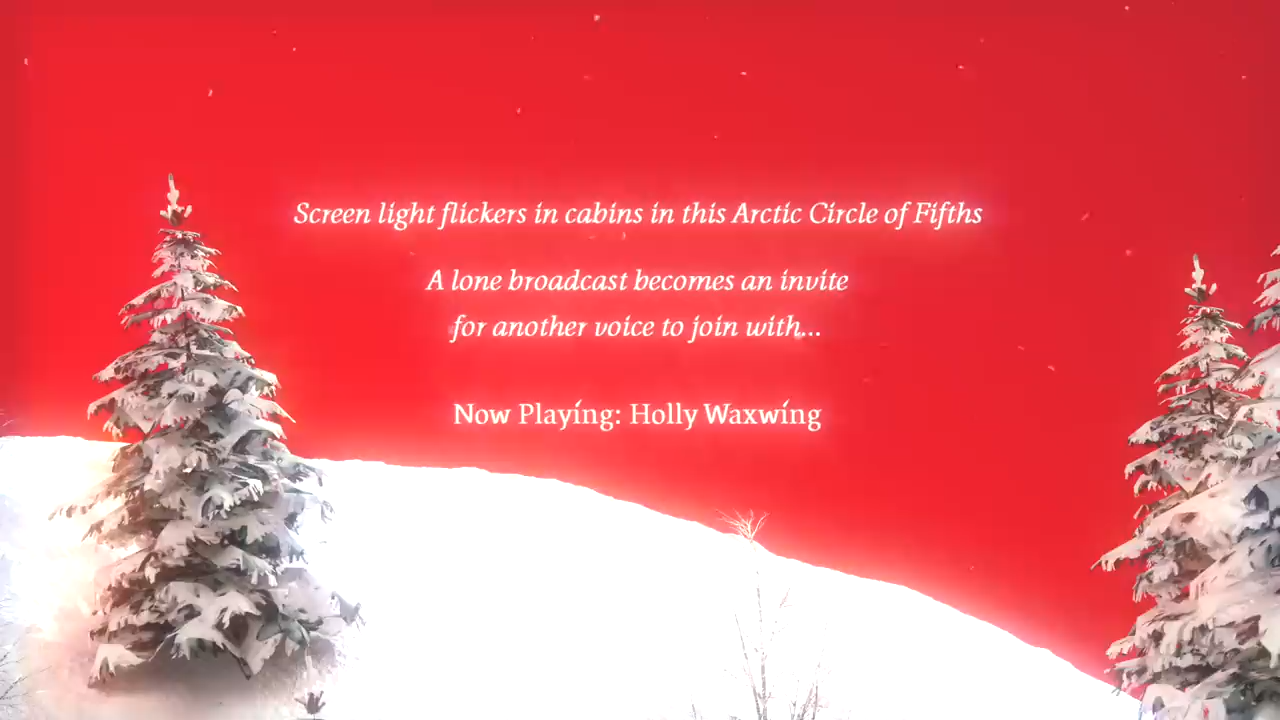 Screen light flickers in cabins in this Arctic Circle of Fifths
A lone broadcast becomes an invite
for another voice to join with...
Now Playing: Holly Waxwing